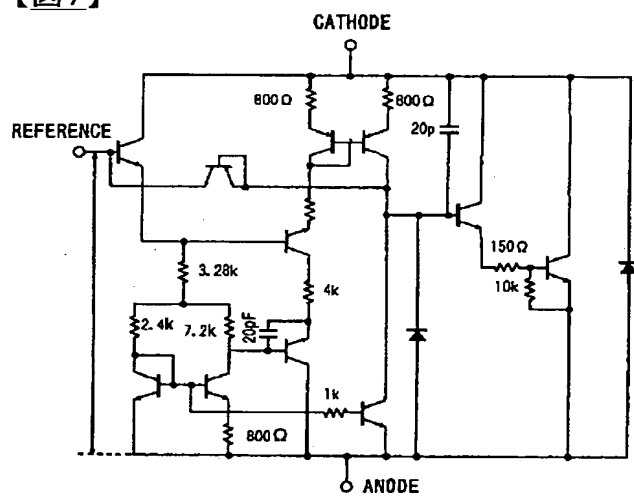 【図7】
CATHODE
800Ω
800Ω
20p
REFERENCE
150Ω
3.28k
10k
4k
2.4k
7.2k
20pF
1k
800Ω
ANODE